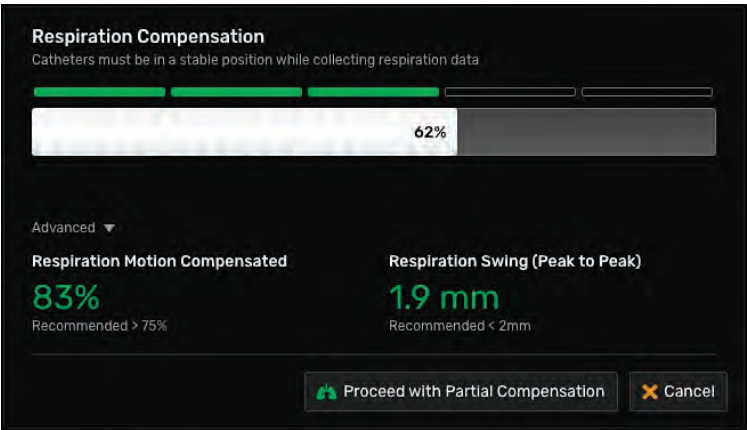 Respiration Compensation
Catheters must be in a stable position while collecting respiration data
62%
Advanced
Respiration Motion Compensated
Respiration Swing (Peak to Peak)
83%
1.9 mm
Recommended > 75%
Recommended < 2mm
Proceed with Partial Compensation
Cancel